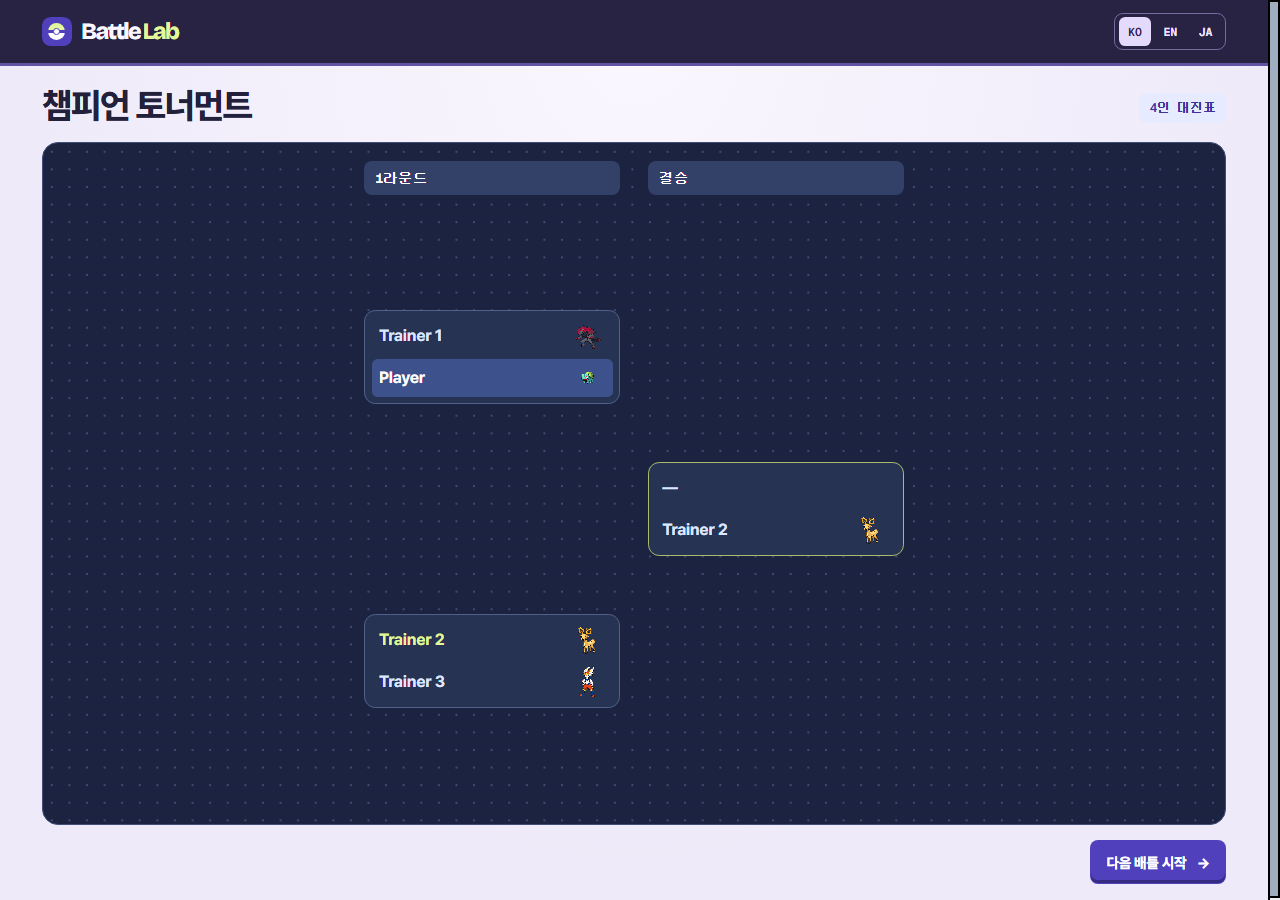 BattleLab
KO EN JA
챔피언 토너먼트
4인 대진표
1라운드
결승
Trainer 1
Player
—
Trainer 2
Trainer 2
Trainer 3
다음 배틀 시작 →